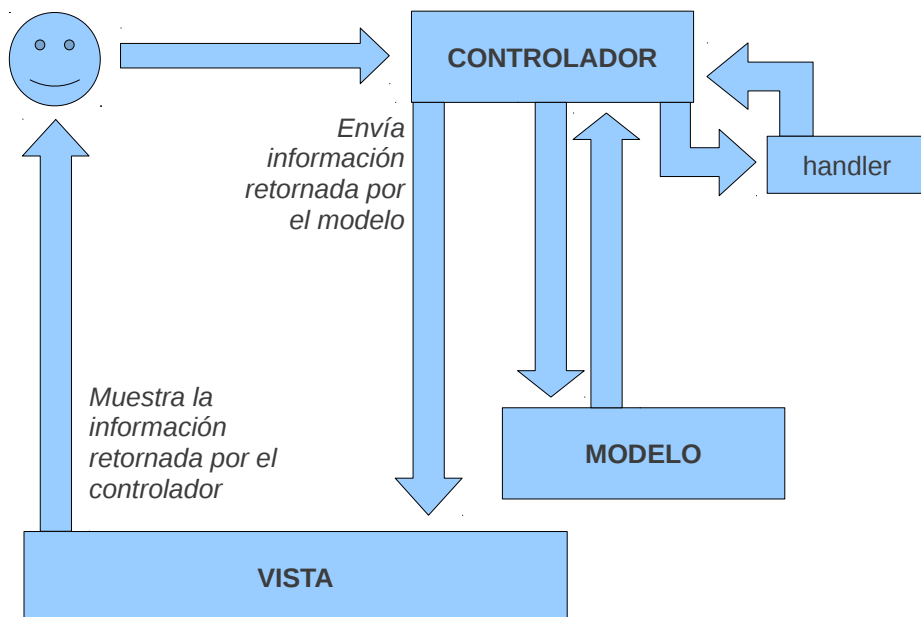 CONTROLADOR
Envía
información
retornada por
el modelo
handler
Muestra la
información
retornada por el
controlador
MODELO
VISTA